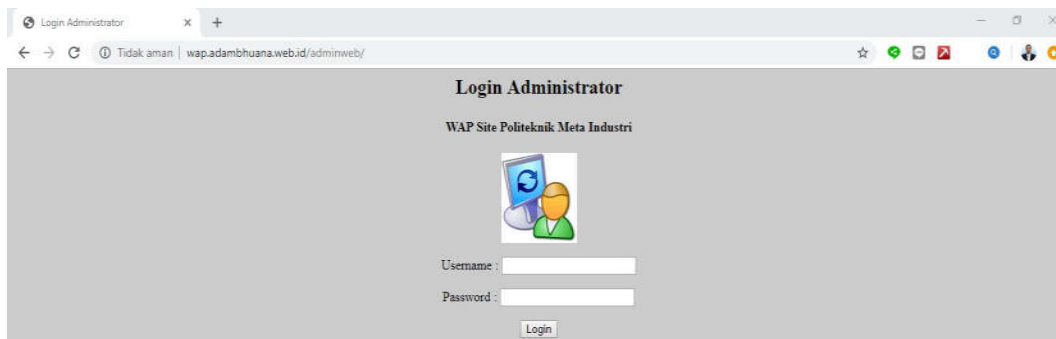 Login Administrator
Tidak aman | wap.adambhuana.web.id/adminweb/
Login Administrator
WAP Site Politeknik Meta Industri
Username :
Password :
Login